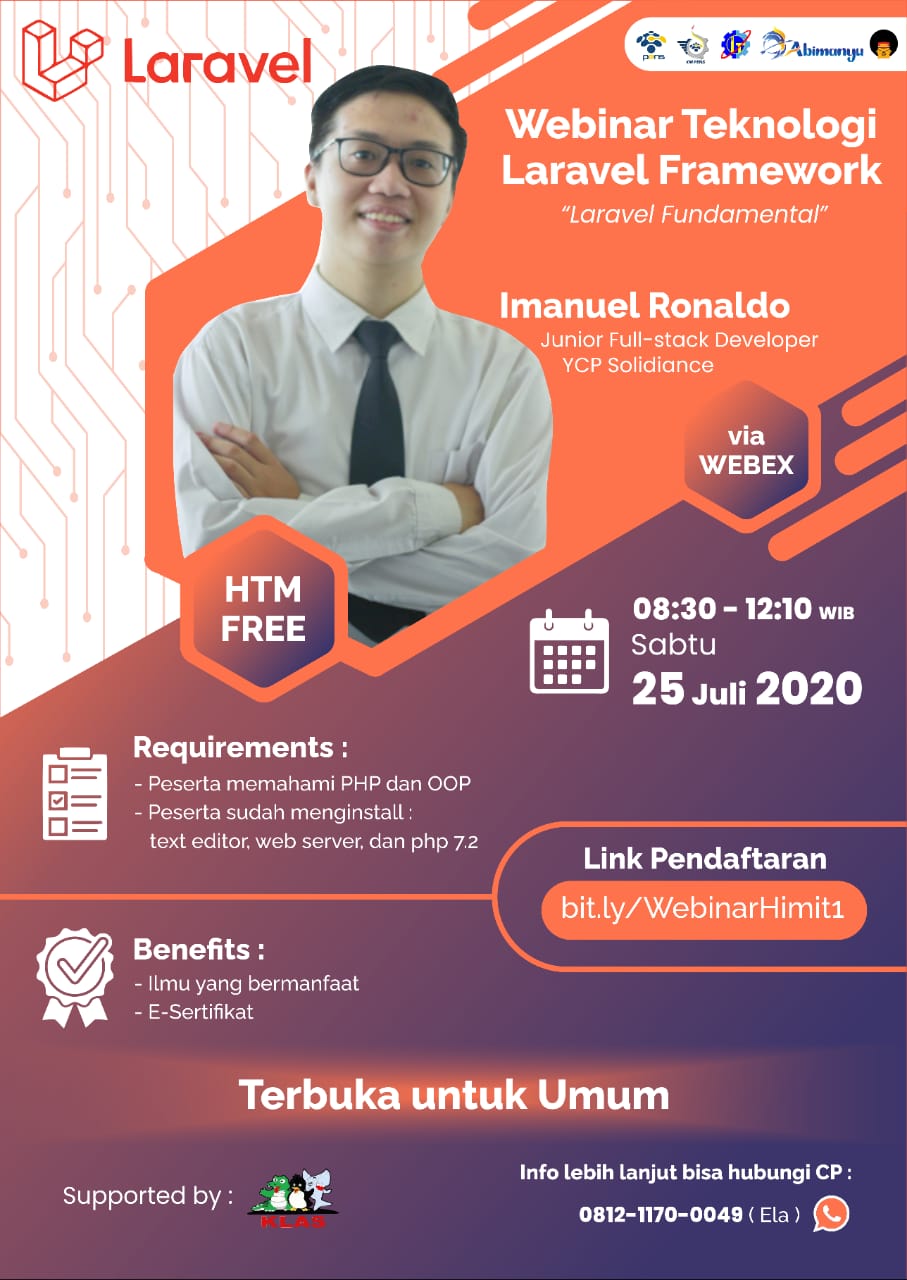 Laravel
pens
Abimanyu
Webinar Teknologi
Laravel Framework
“Laravel Fundamental”
Imanuel Ronaldo
Junior Full-stack Developer
YCP Solidiance
via
WEBEX
HTM
FREE
08:30 - 12:10 WIB
Sabtu
25 Juli 2020
Requirements :
- Peserta memahami PHP dan OOP
- Peserta sudah menginstall :
text editor, web server, dan php 7.2
Link Pendaftaran
bit.ly/WebinarHimit1
Benefits :
- Ilmu yang bermanfaat
- E-Sertifikat
Terbuka untuk Umum
Supported by :
KLAS
Info lebih lanjut bisa hubungi CP :
0812-1170-0049 ( Ela )